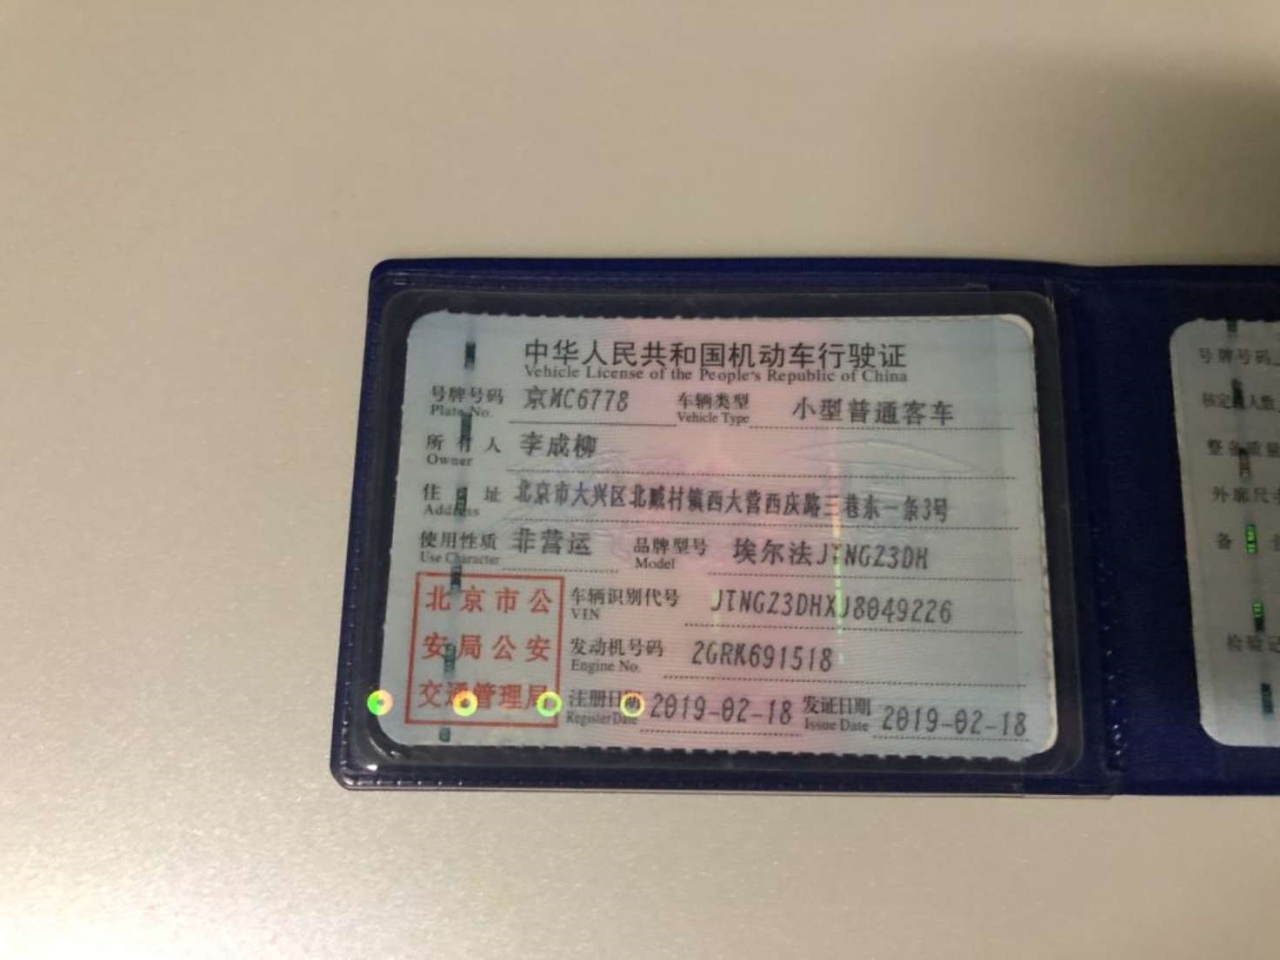 中华人民共和国机动车行驶证
Vehicle License of the People's Republic of China
号牌号码 京MC6778 车辆类型 小型普通客车
Plate No. Vehicle Type
所有人 李成柳
Owner
住址 北京市大兴区北臧村镇西大营西庆路三巷东一条3号
Address
使用性质 非营运 品牌型号 埃尔法JTNGZ3DH
Use Character Model
北京市公
安局公安
交通管理局
车辆识别代号 JTNGZ3DHXJ8049226
VIN
发动机号码 2GRK691518
Engine No.
注册日期 2019-02-18 发证日期 2019-02-18
Register Date Issue Date
号牌号码
核定 人数
整备质量
外廓尺
备
检验记